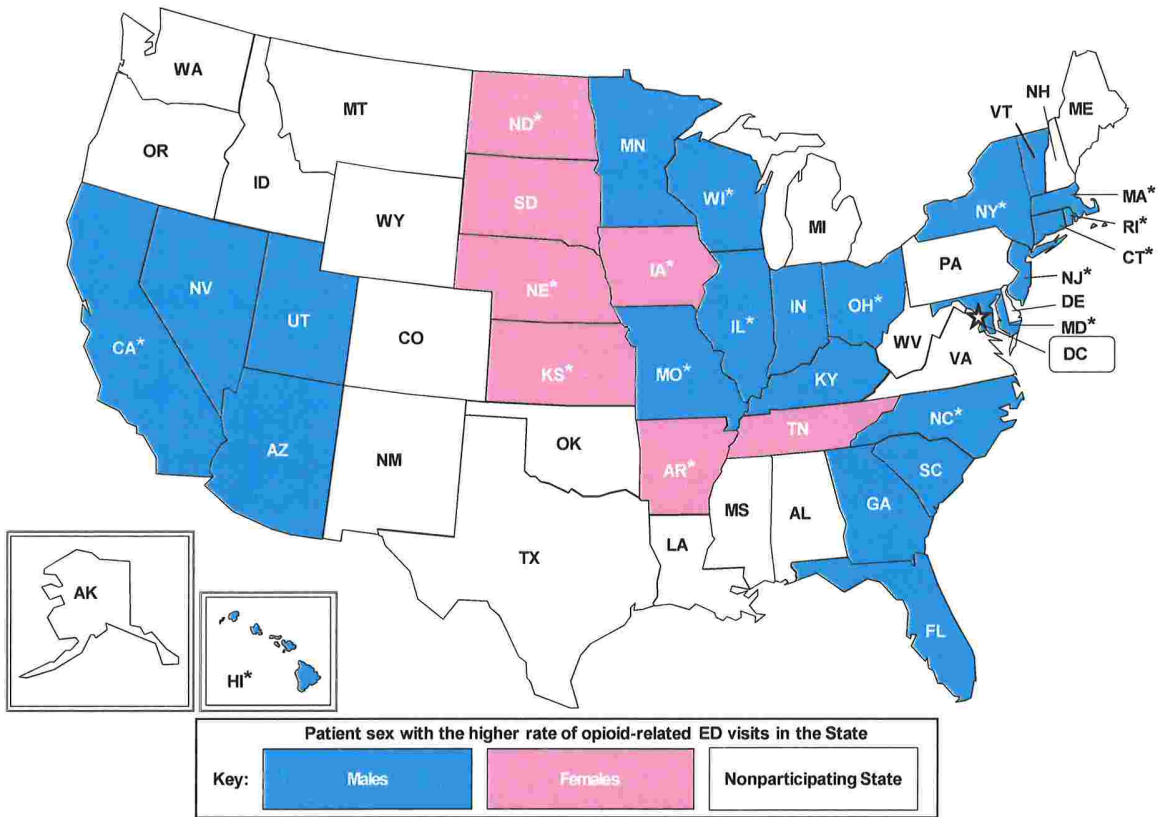 WA
MT
ND*
MN
OR
ID
WY
SD
WI*
MI
VT
NH
ME
NY*
MA*
RI*
CT*
PA
NJ*
DE
MD*
DC
NV
UT
CA*
CO
NE*
IA*
IL*
IN
OH*
WV
VA
KS*
MO*
KY
AZ
NM
OK
AR*
TN
NC*
SC
TX
LA
MS
AL
GA
FL
AK
HI*
Patient sex with the higher rate of opioid-related ED visits in the State
Key: Males Females Nonparticipating State